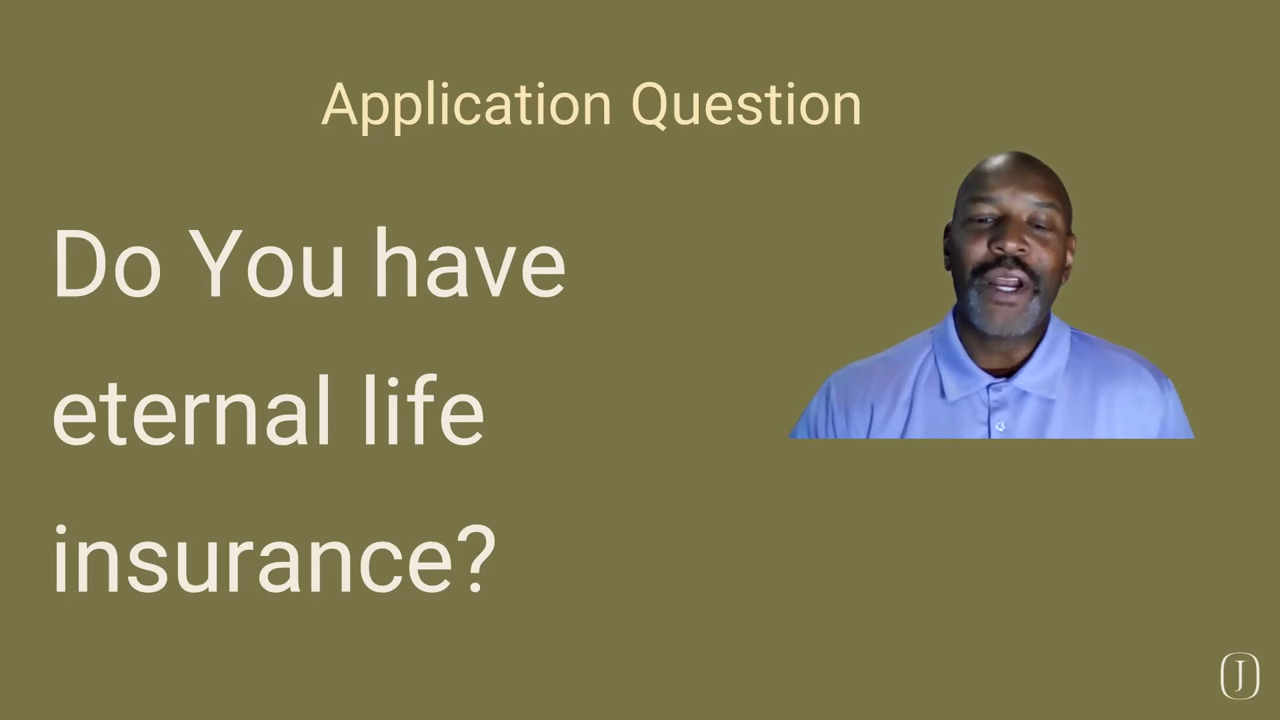 Application Question
Do You have
eternal life
insurance?
J